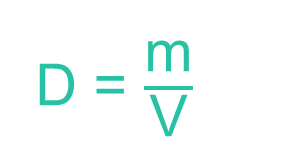 D = m/V